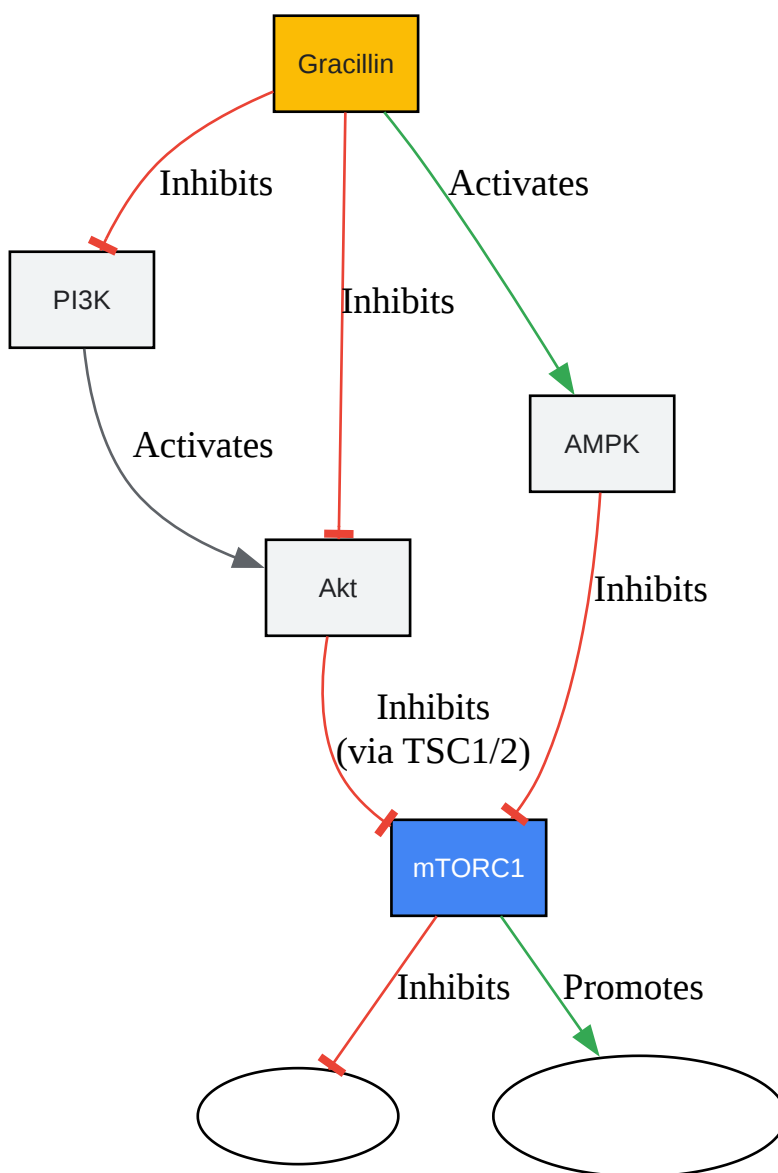 Gracillin
Inhibits
Activates
PI3K
Inhibits
Activates
AMPK
Akt
Inhibits
Inhibits
(via TSC1/2)
mTORC1
Inhibits
Promotes